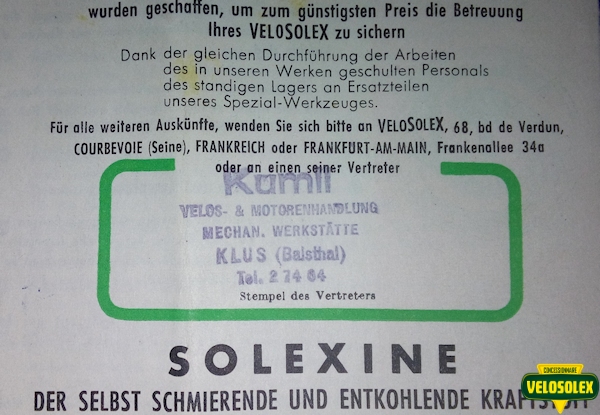 wurden geschaffen, um zum günstigsten Preis die Betreuung
Ihres VELOSOLEX zu sichern
Dank der gleichen Durchführung der Arbeiten
des in unseren Werken geschulten Personals
des standigen Lagers an Ersatzteilen
unseres Spezial-Werkzeuges.
Für alle weiteren Auskünfte, wenden Sie sich bitte an VELOSOLEX, 68, bd de Verdun,
COURBEVOIE (Seine), FRANKREICH oder FRANKFURT-AM-MAIN, Frankenallee 34a
oder an einen seiner Vertreter
Kamli
VELOS- & MOTORENHANDLUNG
MECHAN. WERKSTÄTTE
KLUS (Balsthal)
Tel. 2 74 64
Stempel des Vertreters
SOLEXINE
DER SELBST SCHMIERENDE UND ENTKOHLENDE
CONCESSIONNAIRE
VELOSOLEX